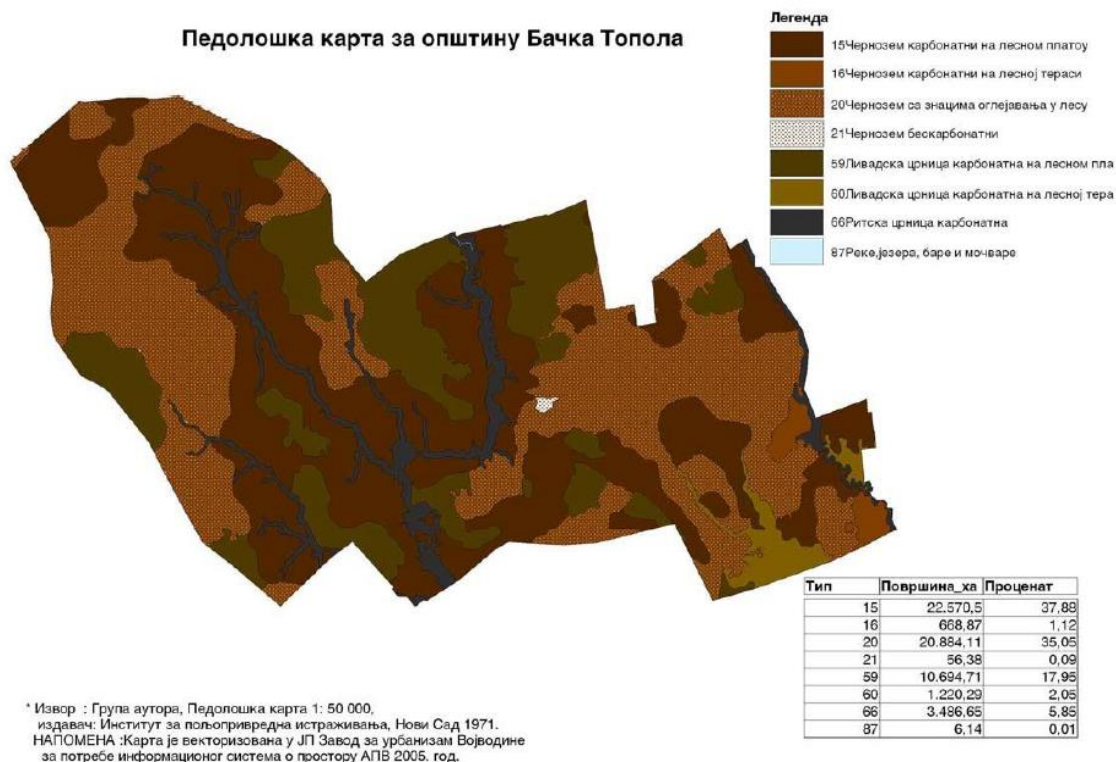 Педолошка карта за општину Бачка Топола
Легенда
15Чернозем карбонатни на лесном платоу
16Чернозем карбонатни на лесној тераси
20Чернозем са знацима оглејавања у лесу
21Чернозем бескарбонатни
59Ливадска црница карбонатна на лесном пла
60Ливадска црница карбонатна на лесној тера
66Ритска црница карбонатна
87Реке,језера, баре и мочваре
Тип Површина_ха Проценат
15 22.570,5 37,88
16 668,87 1,12
20 20.884,11 35,05
21 56,38 0,09
59 10.694,71 17,95
60 1.220,29 2,05
66 3.486,65 5,85
87 6,14 0,01
* Извор : Група аутора, Педолошка карта 1: 50 000,
издавач: Институт за пољопривредна истраживања, Нови Сад 1971.
НАПОМЕНА :Карта је векторизована у ЈП Завод за урбанизам Војводине
за потребе информационог система о простору АПВ 2005. год.